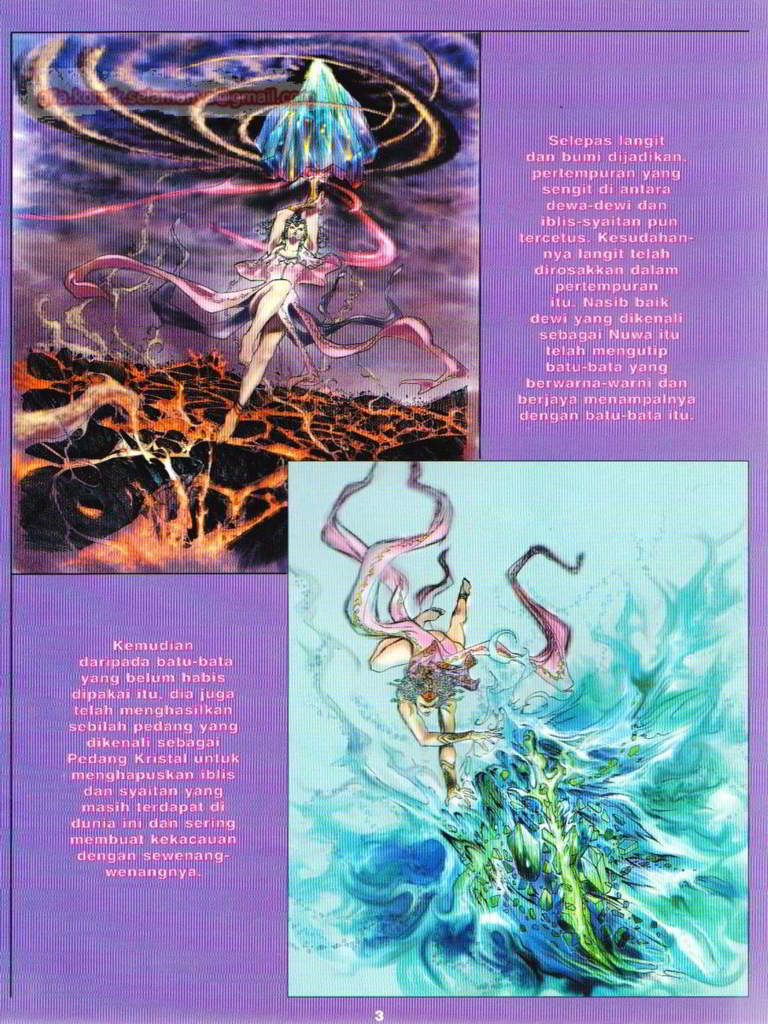 Selepas langit
dan bumi dijadikan,
pertempuran yang
sengit di antara
dewa-dewi dan
iblis-syaitan pun
tercetus. Kesudahan-
nya langit telah
dirosakkan dalam
pertempuran
itu. Nasib baik
dewi yang dikenali
sebagai Nuwa itu
telah mengutip
batu-bata yang
berwarna-warni dan
berjaya menampalnya
dengan batu-bata itu.
Kemudian
daripada batu-bata
yang belum habis
dipakai itu, dia juga
telah menghasilkan
sebilah pedang yang
dikenali sebagai
Pedang Kristal untuk
menghapuskan iblis
dan syaitan yang
masih terdapat di
dunia ini dan sering
membuat kekacauan
dengan sewenang-
wenangnya.
3